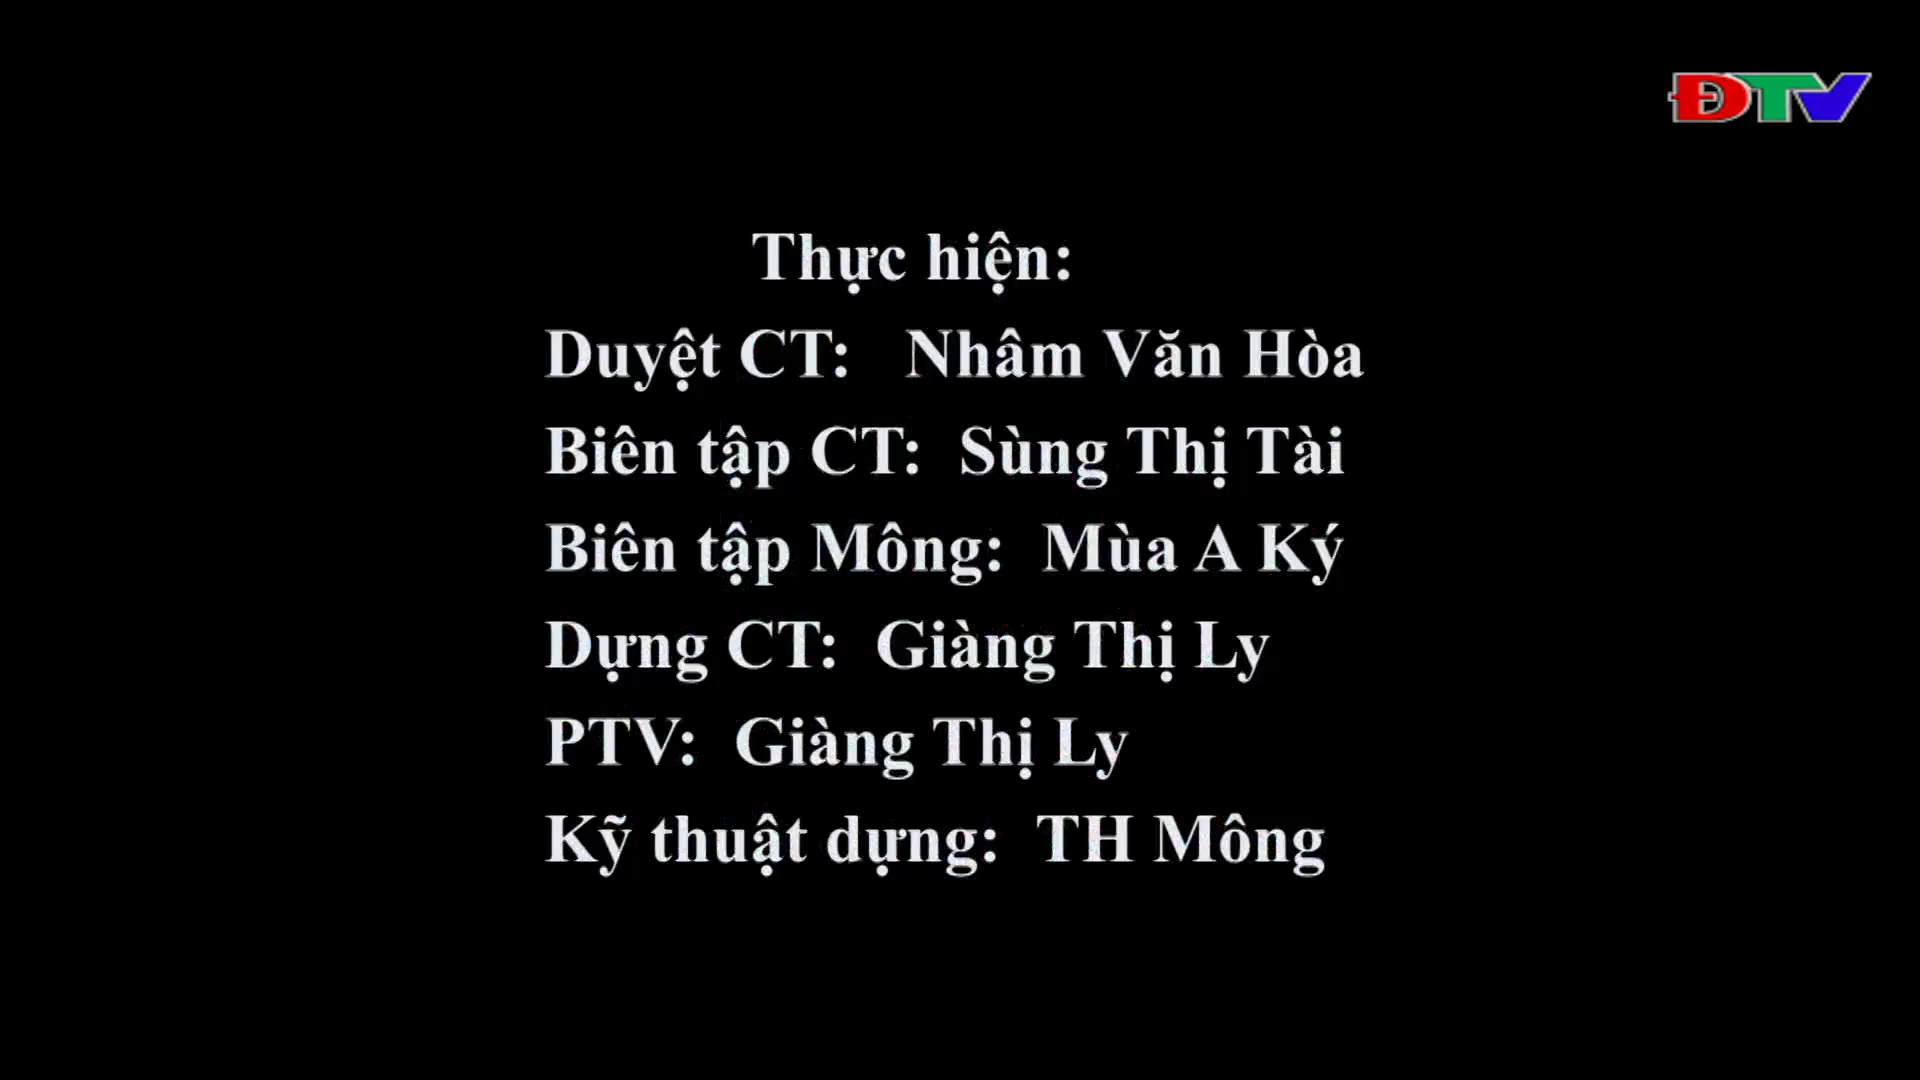 ĐTV
Thực hiện:
Duyệt CT: Nhâm Văn Hòa
Biên tập CT: Sùng Thị Tài
Biên tập Mông: Mùa A Ký
Dựng CT: Giàng Thị Ly
PTV: Giàng Thị Ly
Kỹ thuật dựng: TH Mông